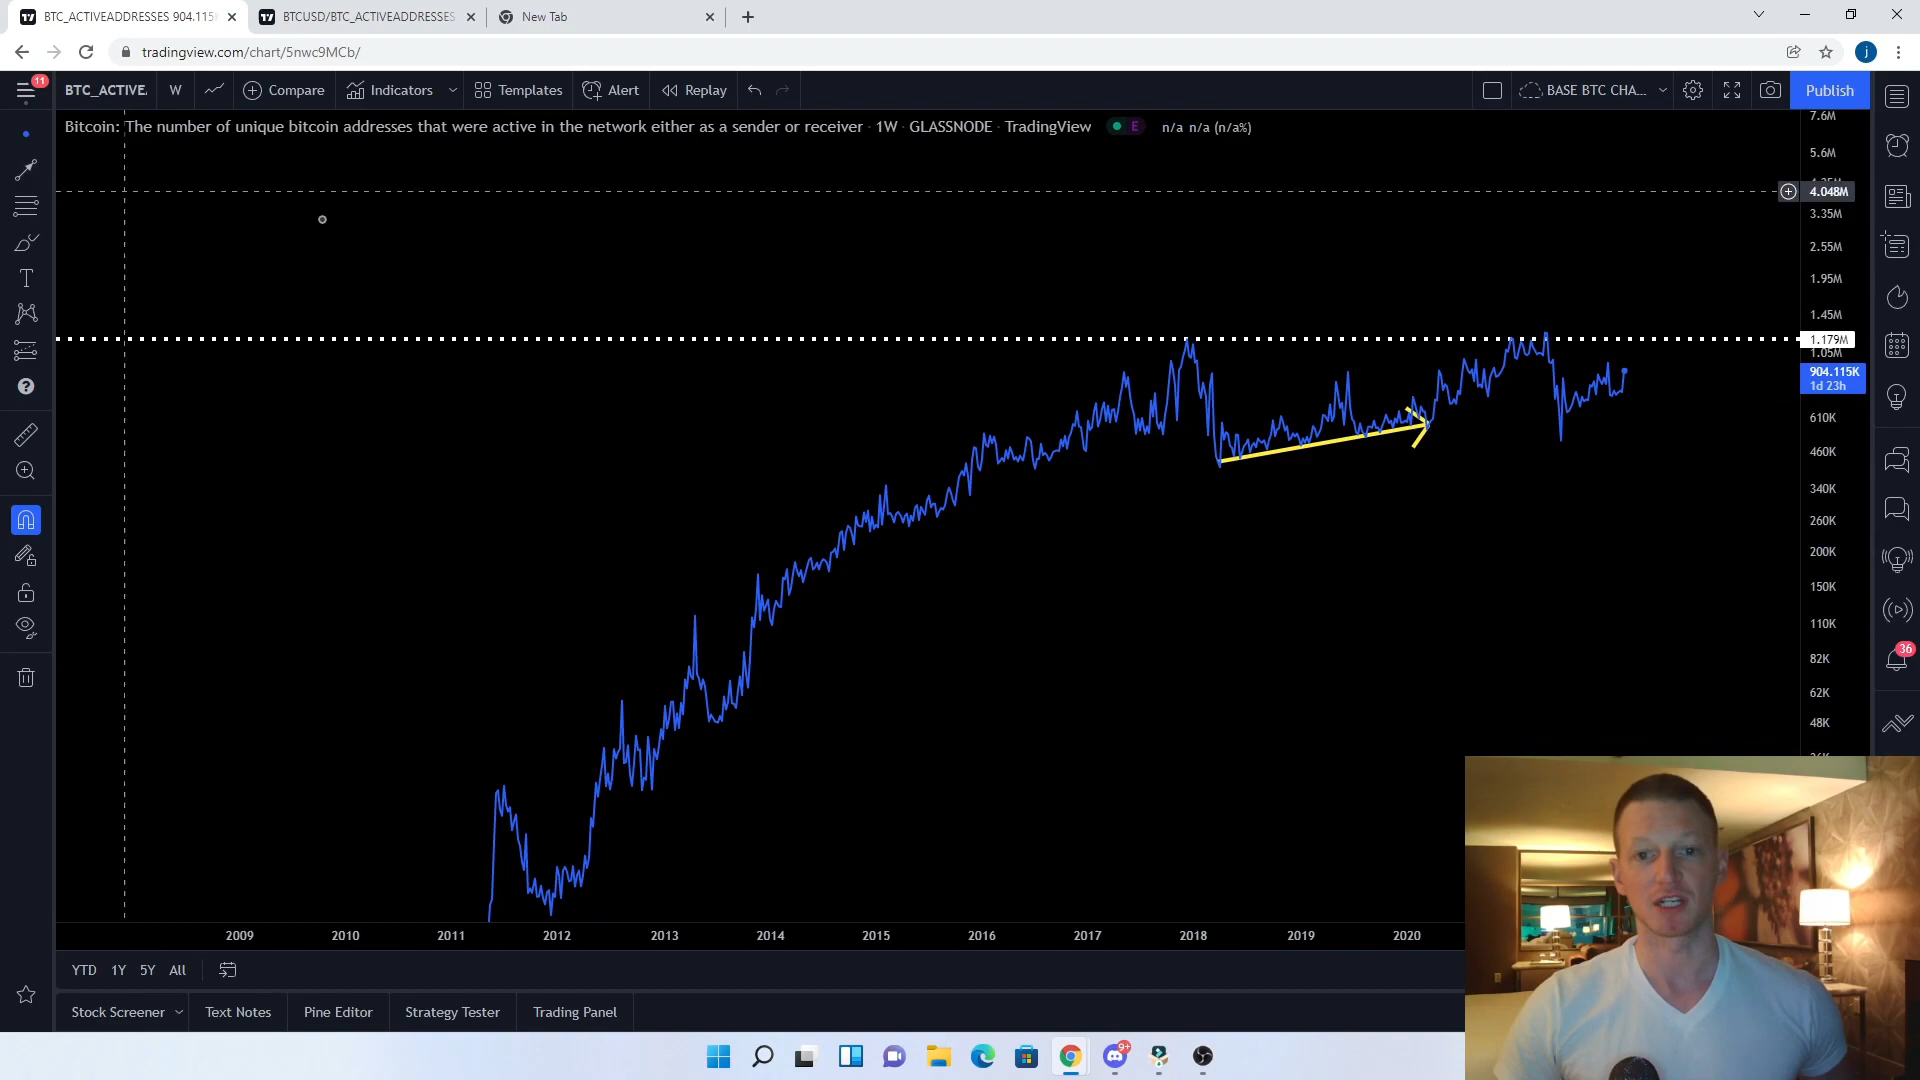 BTC_ACTIVEADDRESSES 904.115
BTCUSD/BTC_ACTIVEADDRESSES
New Tab
tradingview.com/chart/5nwc9MCb/
j
11
BTC_ACTIVE.
W
Compare
Indicators
Templates
Alert
Replay
BASE BTC CHA...
Publish
Bitcoin: The number of unique bitcoin addresses that were active in the network either as a sender or receiver · 1W · GLASSNODE · TradingView
E
n/a n/a (n/a%)
7.6M
5.6M
4.048M
3.35M
2.55M
1.95M
1.45M
1.179M
1.05M
904.115K
1d 23h
610K
460K
340K
260K
200K
150K
110K
82K
62K
48K
36
2009
2010
2011
2012
2013
2014
2015
2016
2017
2018
2019
2020
YTD
1Y
5Y
All
Stock Screener
Text Notes
Pine Editor
Strategy Tester
Trading Panel
9+